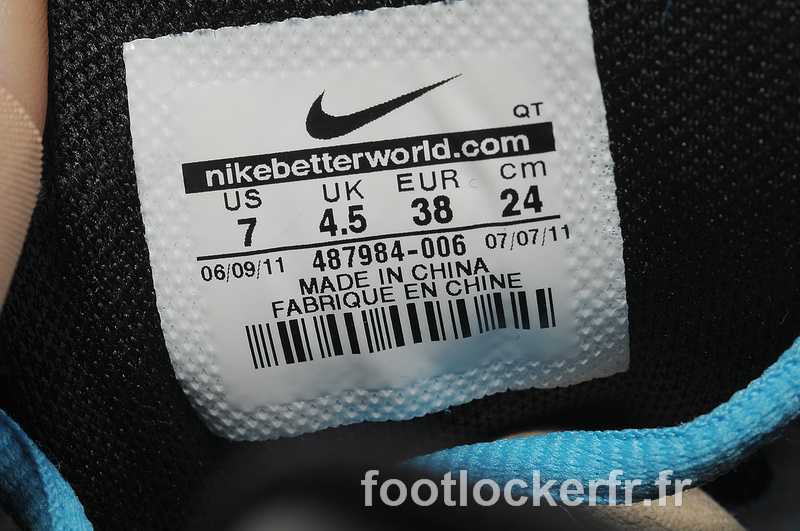 QT
nikebetterworld.com
US UK EUR cm
7 4.5 38 24
06/09/11 487984-006 07/07/11
MADE IN CHINA
FABRIQUE EN CHINE
footlockerfr.fr